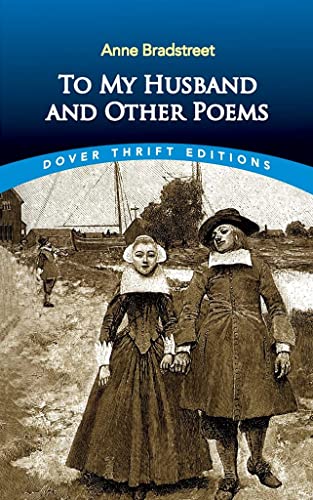 Anne Bradstreet
TO MY HUSBAND
AND OTHER POEMS
DOVER THRIFT EDITIONS